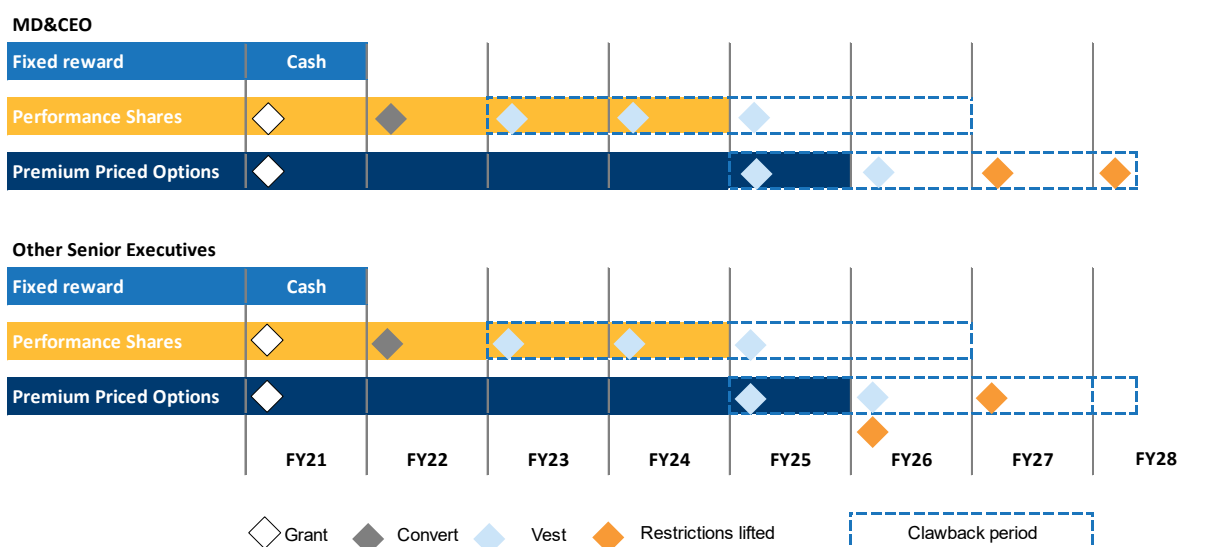 MD&CEO
Fixed reward Cash
Performance Shares
Premium Priced Options
Other Senior Executives
Fixed reward Cash
Performance Shares
Premium Priced Options
FY21 FY22 FY23 FY24 FY25 FY26 FY27 FY28
Grant Convert Vest Restrictions lifted Clawback period